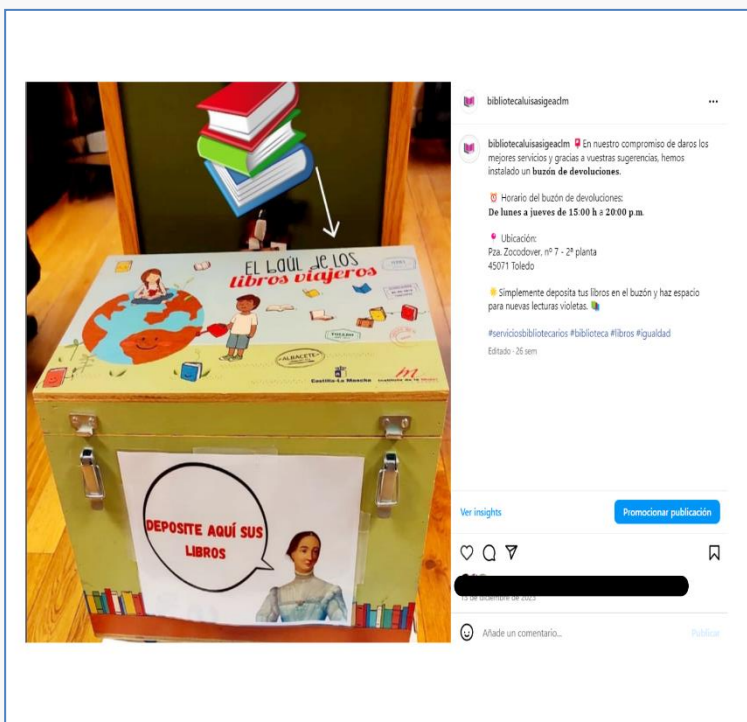 EL baúl de LOS
libros viajeros
TOLEDO
ALBACETE
Castilla-La Mancha
DEPOSITE AQUÍ SUS
LIBROS
bibliotecaluisasigeaclm
bibliotecaluisasigeaclm En nuestro compromiso de daros los
mejores servicios y gracias a vuestras sugerencias, hemos
instalado un buzón de devoluciones.
⏰ Horario del buzón de devoluciones:
De lunes a jueves de 15:00 h a 20:00 p.m.
📍 Ubicación:
Pza. Zocodover, nº 7 - 2ª planta
45071 Toledo
Simplemente deposita tus libros en el buzón y haz espacio
para nuevas lecturas violetas. 📚
#serviciosbibliotecarios #biblioteca #libros #igualdad
Editado · 26 sem
Ver insights
Promocionar publicación
13 de diciembre de 2023
Añade un comentario...
Publicar